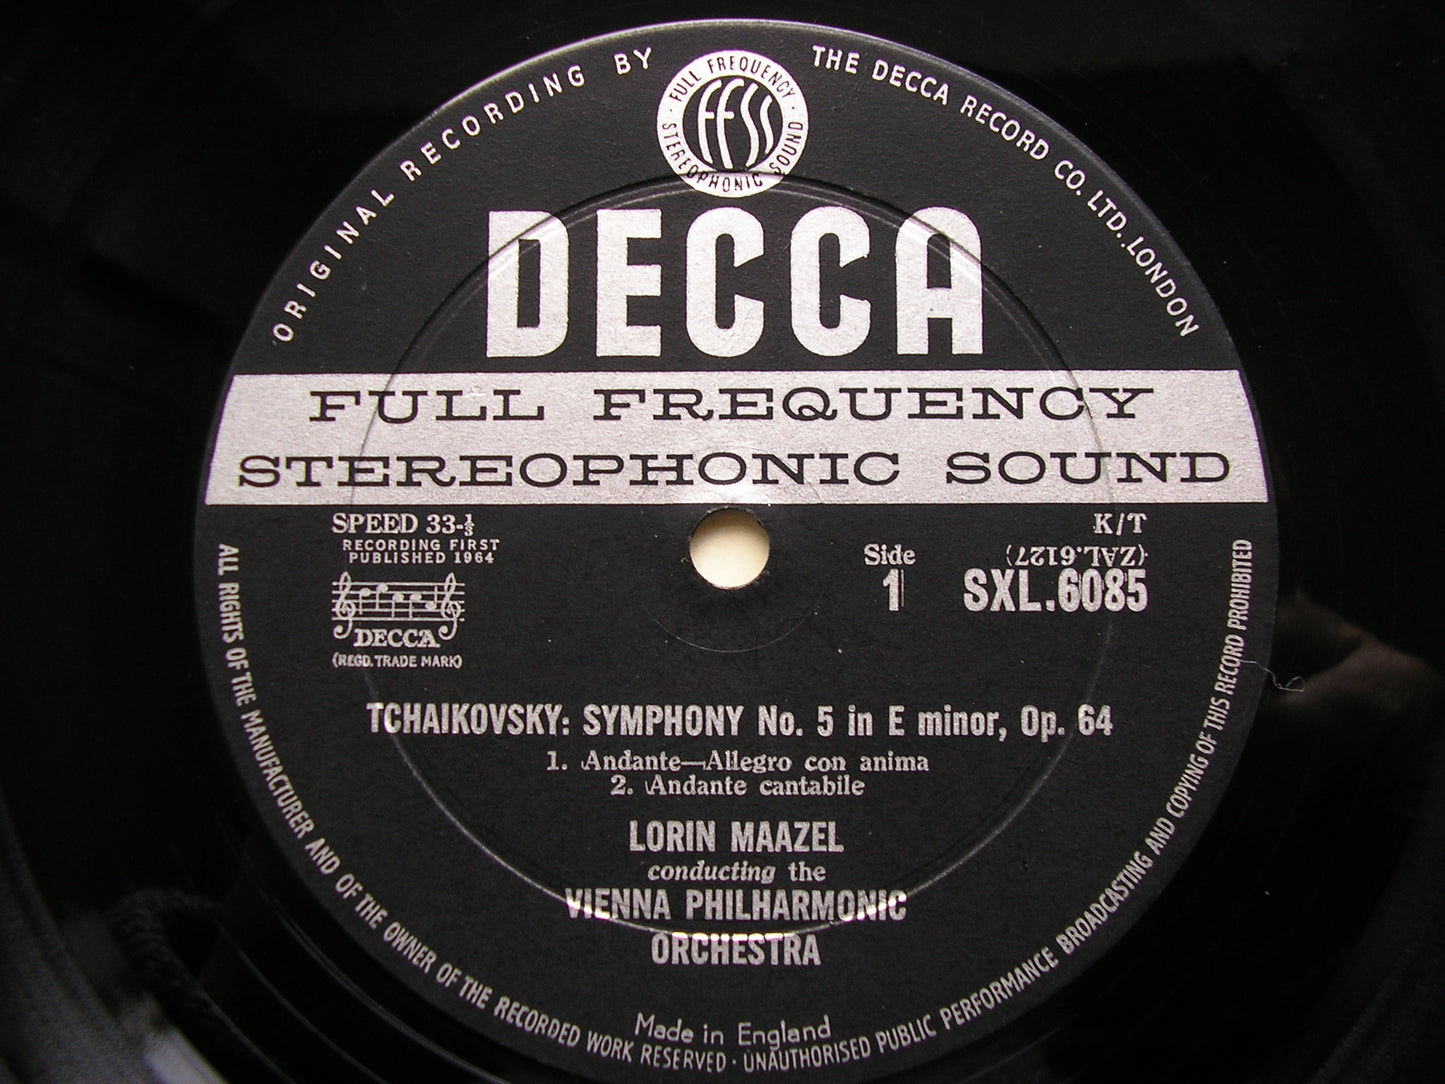 ORIGINAL RECORDING BY THE DECCA RECORD CO. LTD., LONDON
FULL FREQUENCY
STEREOPHONIC SOUND
FFSS
DECCA
FULL FREQUENCY
STEREOPHONIC SOUND
SPEED 33-⅓
RECORDING FIRST
PUBLISHED 1964
DECCA
(REGD. TRADE MARK)
K/T
(ZAL.6127)
Side
1
SXL.6085
TCHAIKOVSKY: SYMPHONY No. 5 in E minor, Op. 64
1. Andante—Allegro con anima
2. Andante cantabile
LORIN MAAZEL
conducting the
VIENNA PHILHARMONIC
ORCHESTRA
Made in England
ALL RIGHTS OF THE MANUFACTURER AND OF THE OWNER OF THE RECORDED WORK RESERVED · UNAUTHORISED PUBLIC PERFORMANCE BROADCASTING AND COPYING OF THIS RECORD PROHIBITED